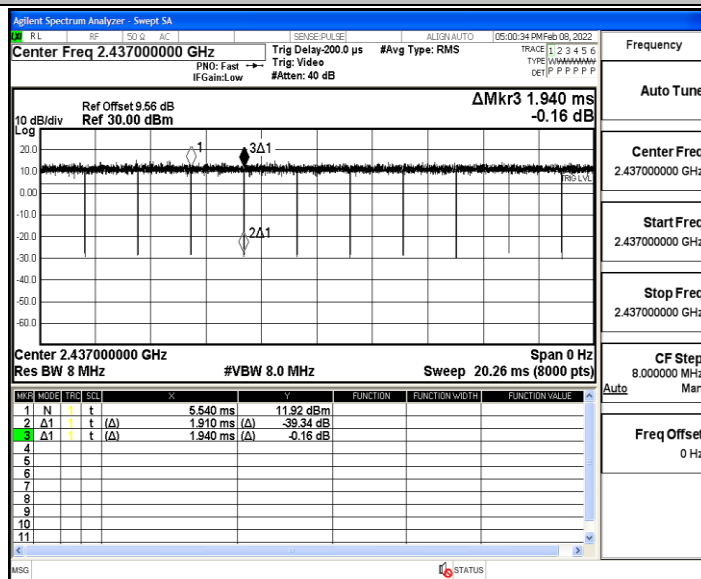 Agilent Spectrum Analyzer - Swept SA
RL RF 50 Ω AC SENSE:PULSE ALIGN AUTO 05:00:34 PM Feb 08, 2022
Center Freq 2.437000000 GHz
PNO: Fast
IFGain:Low
Trig Delay-200.0 µs
Trig: Video
#Atten: 40 dB
#Avg Type: RMS
TRACE 1 2 3 4 5 6
TYPE WWWWWW
DET P P P P P P
Frequency
Auto Tune
Center Freq
2.437000000 GHz
Start Freq
2.437000000 GHz
Stop Freq
2.437000000 GHz
CF Step
8.000000 MHz
Auto Man
Freq Offset
0 Hz
ΔMkr3 1.940 ms
-0.16 dB
Ref Offset 9.56 dB
10 dB/div Ref 30.00 dBm
Log
1 3Δ1
20.0
10.0
TRIG LVL
0.00
-10.0
2Δ1
-20.0
-30.0
-40.0
-50.0
-60.0
Center 2.437000000 GHz Span 0 Hz
Res BW 8 MHz #VBW 8.0 MHz Sweep 20.26 ms (8000 pts)
MKR MODE TRC SCL X Y FUNCTION FUNCTION WIDTH FUNCTION VALUE
1 N 1 t 5.540 ms 11.92 dBm
2 Δ1 1 t (Δ) 1.910 ms (Δ) -39.34 dB
3 Δ1 1 t (Δ) 1.940 ms (Δ) -0.16 dB
4
5
6
7
8
9
10
11
MSG STATUS